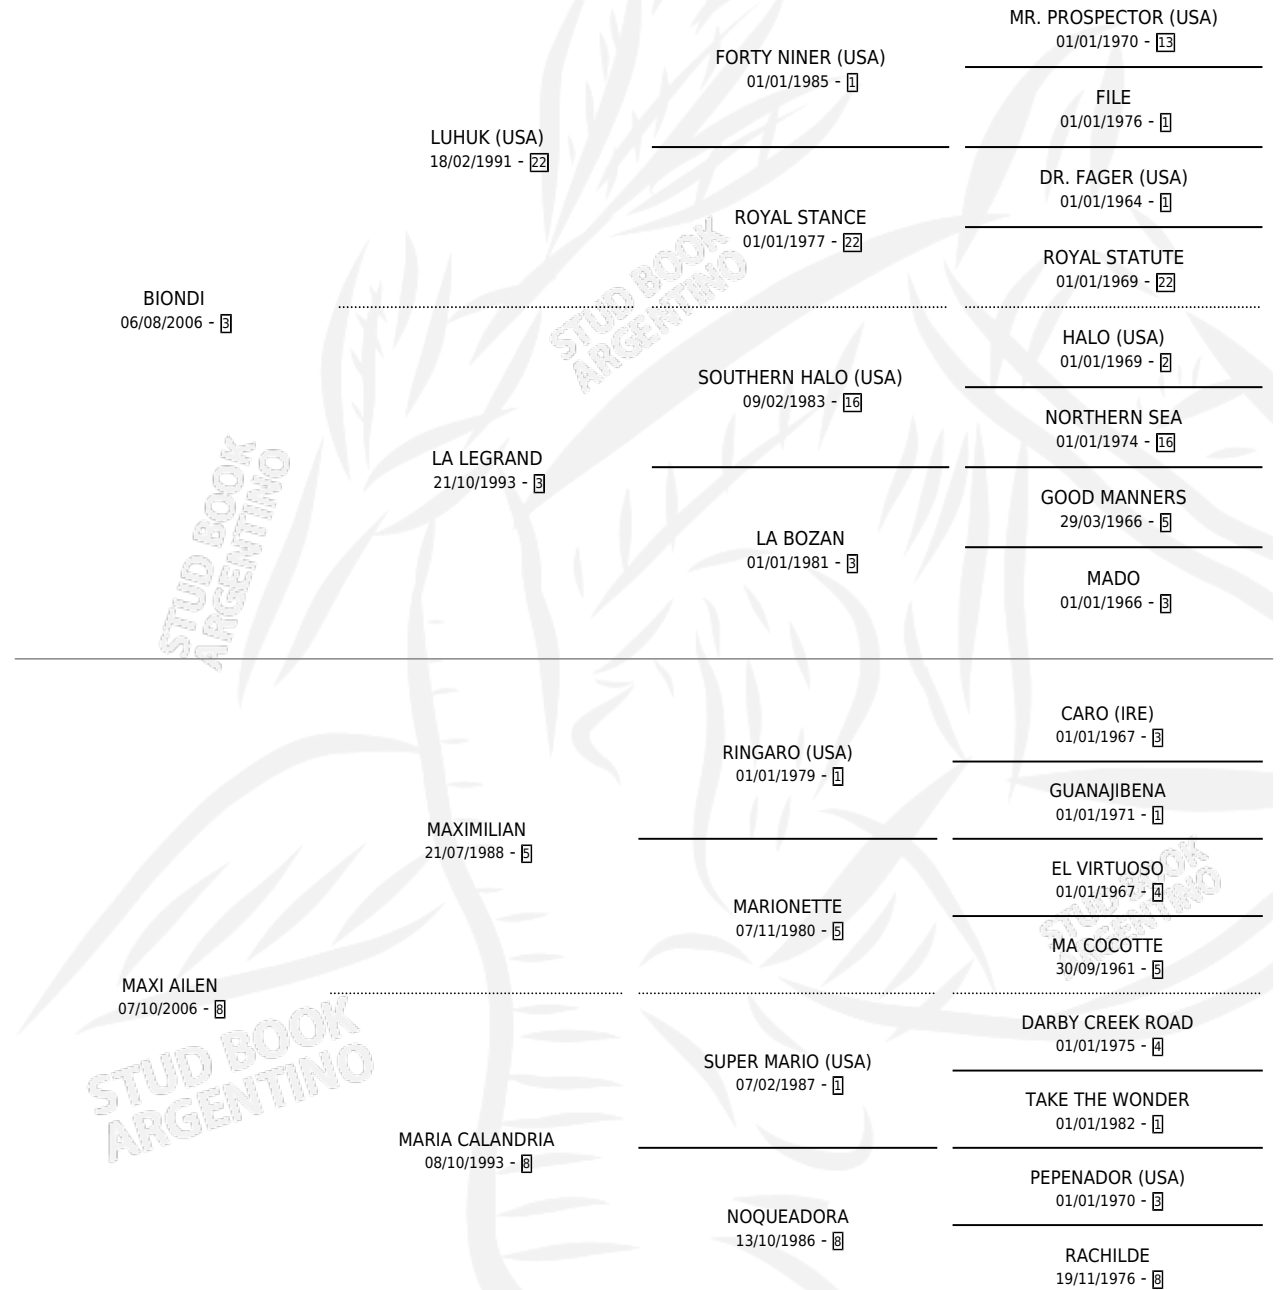 MR. PROSPECTOR (USA)
01/01/1970 - 13
FORTY NINER (USA)
01/01/1985 - 1
FILE
01/01/1976 - 1
LUHUK (USA)
18/02/1991 - 22
DR. FAGER (USA)
01/01/1964 - 1
ROYAL STANCE
01/01/1977 - 22
ROYAL STATUTE
01/01/1969 - 22
BIONDI
06/08/2006 - 3
HALO (USA)
01/01/1969 - 2
SOUTHERN HALO (USA)
09/02/1983 - 16
NORTHERN SEA
01/01/1974 - 16
LA LEGRAND
21/10/1993 - 3
GOOD MANNERS
29/03/1966 - 5
LA BOZAN
01/01/1981 - 3
MADO
01/01/1966 - 3
CARO (IRE)
01/01/1967 - 3
RINGARO (USA)
01/01/1979 - 1
GUANAJIBENA
01/01/1971 - 1
MAXIMILIAN
21/07/1988 - 5
EL VIRTUOSO
01/01/1967 - 4
MARIONETTE
07/11/1980 - 5
MA COCOTTE
30/09/1961 - 5
MAXI AILEN
07/10/2006 - 8
DARBY CREEK ROAD
01/01/1975 - 4
SUPER MARIO (USA)
07/02/1987 - 1
TAKE THE WONDER
01/01/1982 - 1
MARIA CALANDRIA
08/10/1993 - 8
PEPENADOR (USA)
01/01/1970 - 3
NOQUEADORA
13/10/1986 - 8
RACHILDE
19/11/1976 - 8
STUD BOOK
ARGENTINO
STUD BOOK
ARGENTINO
STUD BOOK
ARGENTINO
STUD BOOK
ARGENTINO